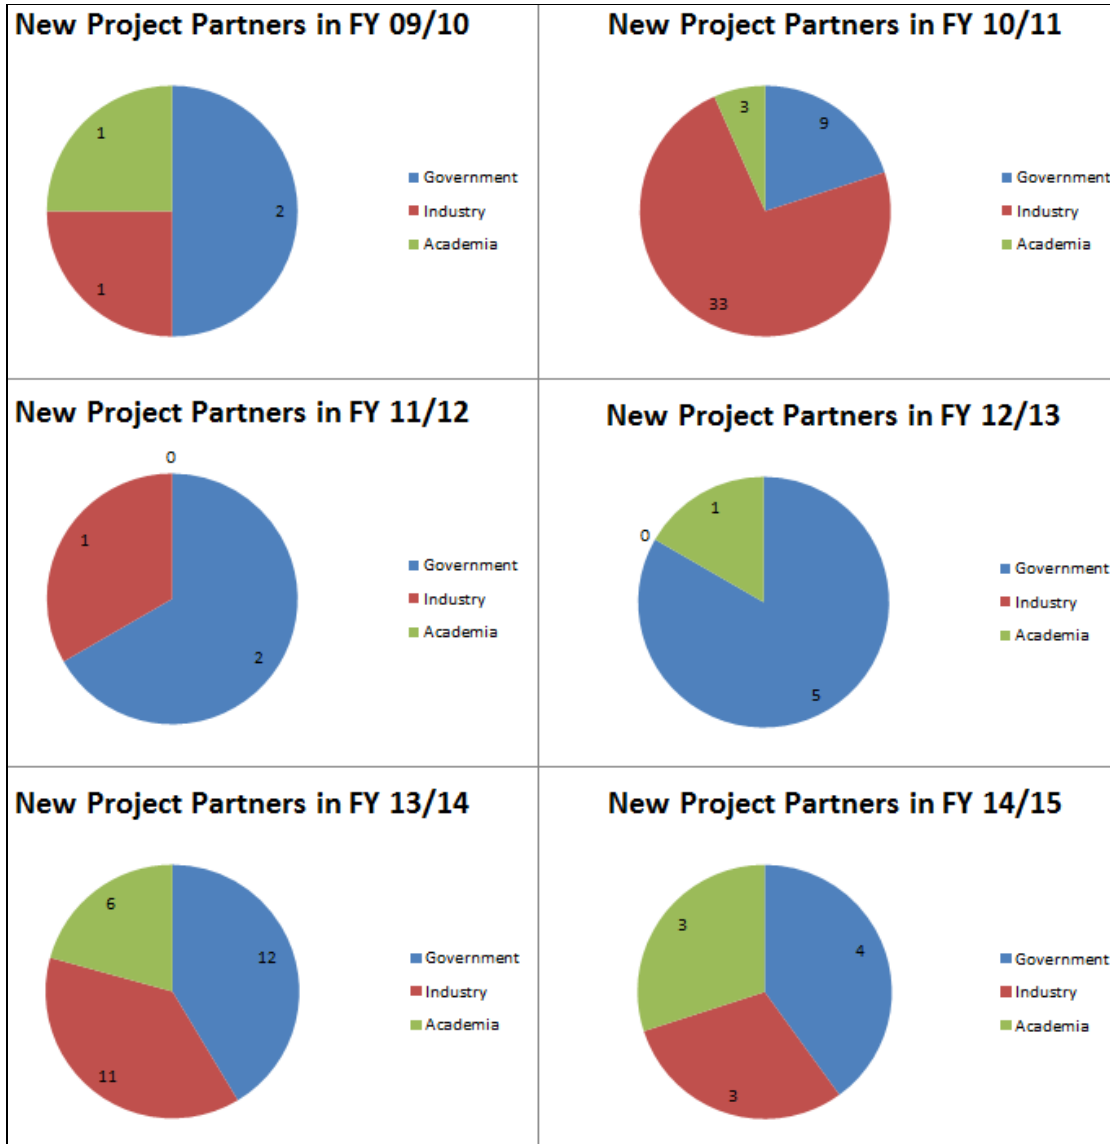 New Project Partners in FY 09/10
1
2
1
Government
Industry
Academia
New Project Partners in FY 10/11
3
9
33
Government
Industry
Academia
New Project Partners in FY 11/12
0
1
2
Government
Industry
Academia
New Project Partners in FY 12/13
1
0
5
Government
Industry
Academia
New Project Partners in FY 13/14
6
12
11
Government
Industry
Academia
New Project Partners in FY 14/15
3
4
3
Government
Industry
Academia